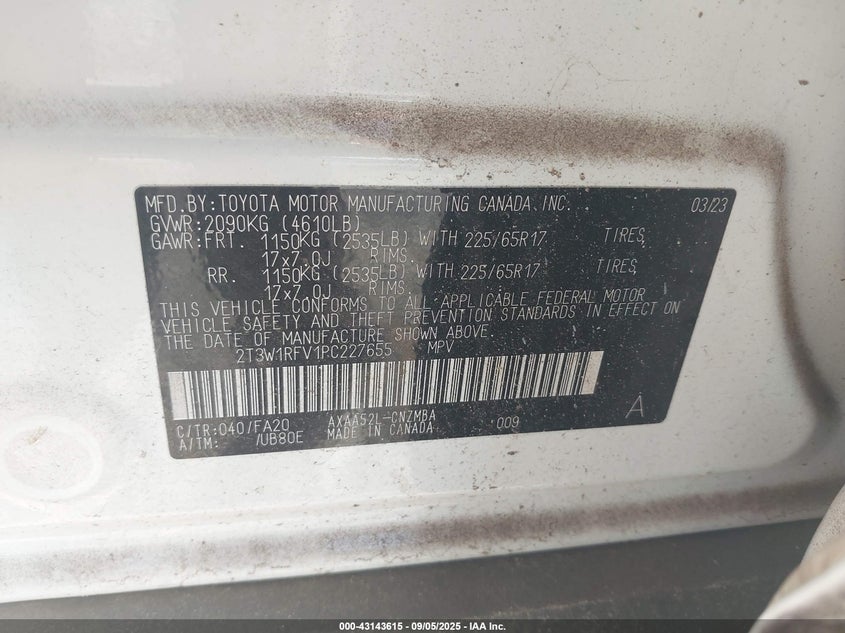 MFD.BY:TOYOTA MOTOR MANUFACTURING CANADA INC. 03/23
GVWR:2090KG (4610LB)
GAWR:FRT. 1150KG (2535LB) WITH 225/65R17 TIRES,
17x7.0J RIMS.
RR. 1150KG (2535LB) WITH 225/65R17 TIRES,
17x7.0J RIMS.
THIS VEHICLE CONFORMS TO ALL APPLICABLE FEDERAL MOTOR
VEHICLE SAFETY AND THEFT PREVENTION STANDARDS IN EFFECT ON
THE DATE OF MANUFACTURE SHOWN ABOVE.
2T3W1RFV1PC227655 MPV
C/TR:040/FA20 AXAA52L-CNZMBA 009 A
A/TM: /UB80E MADE IN CANADA
000-43143615 - 09/05/2025 - IAA Inc.